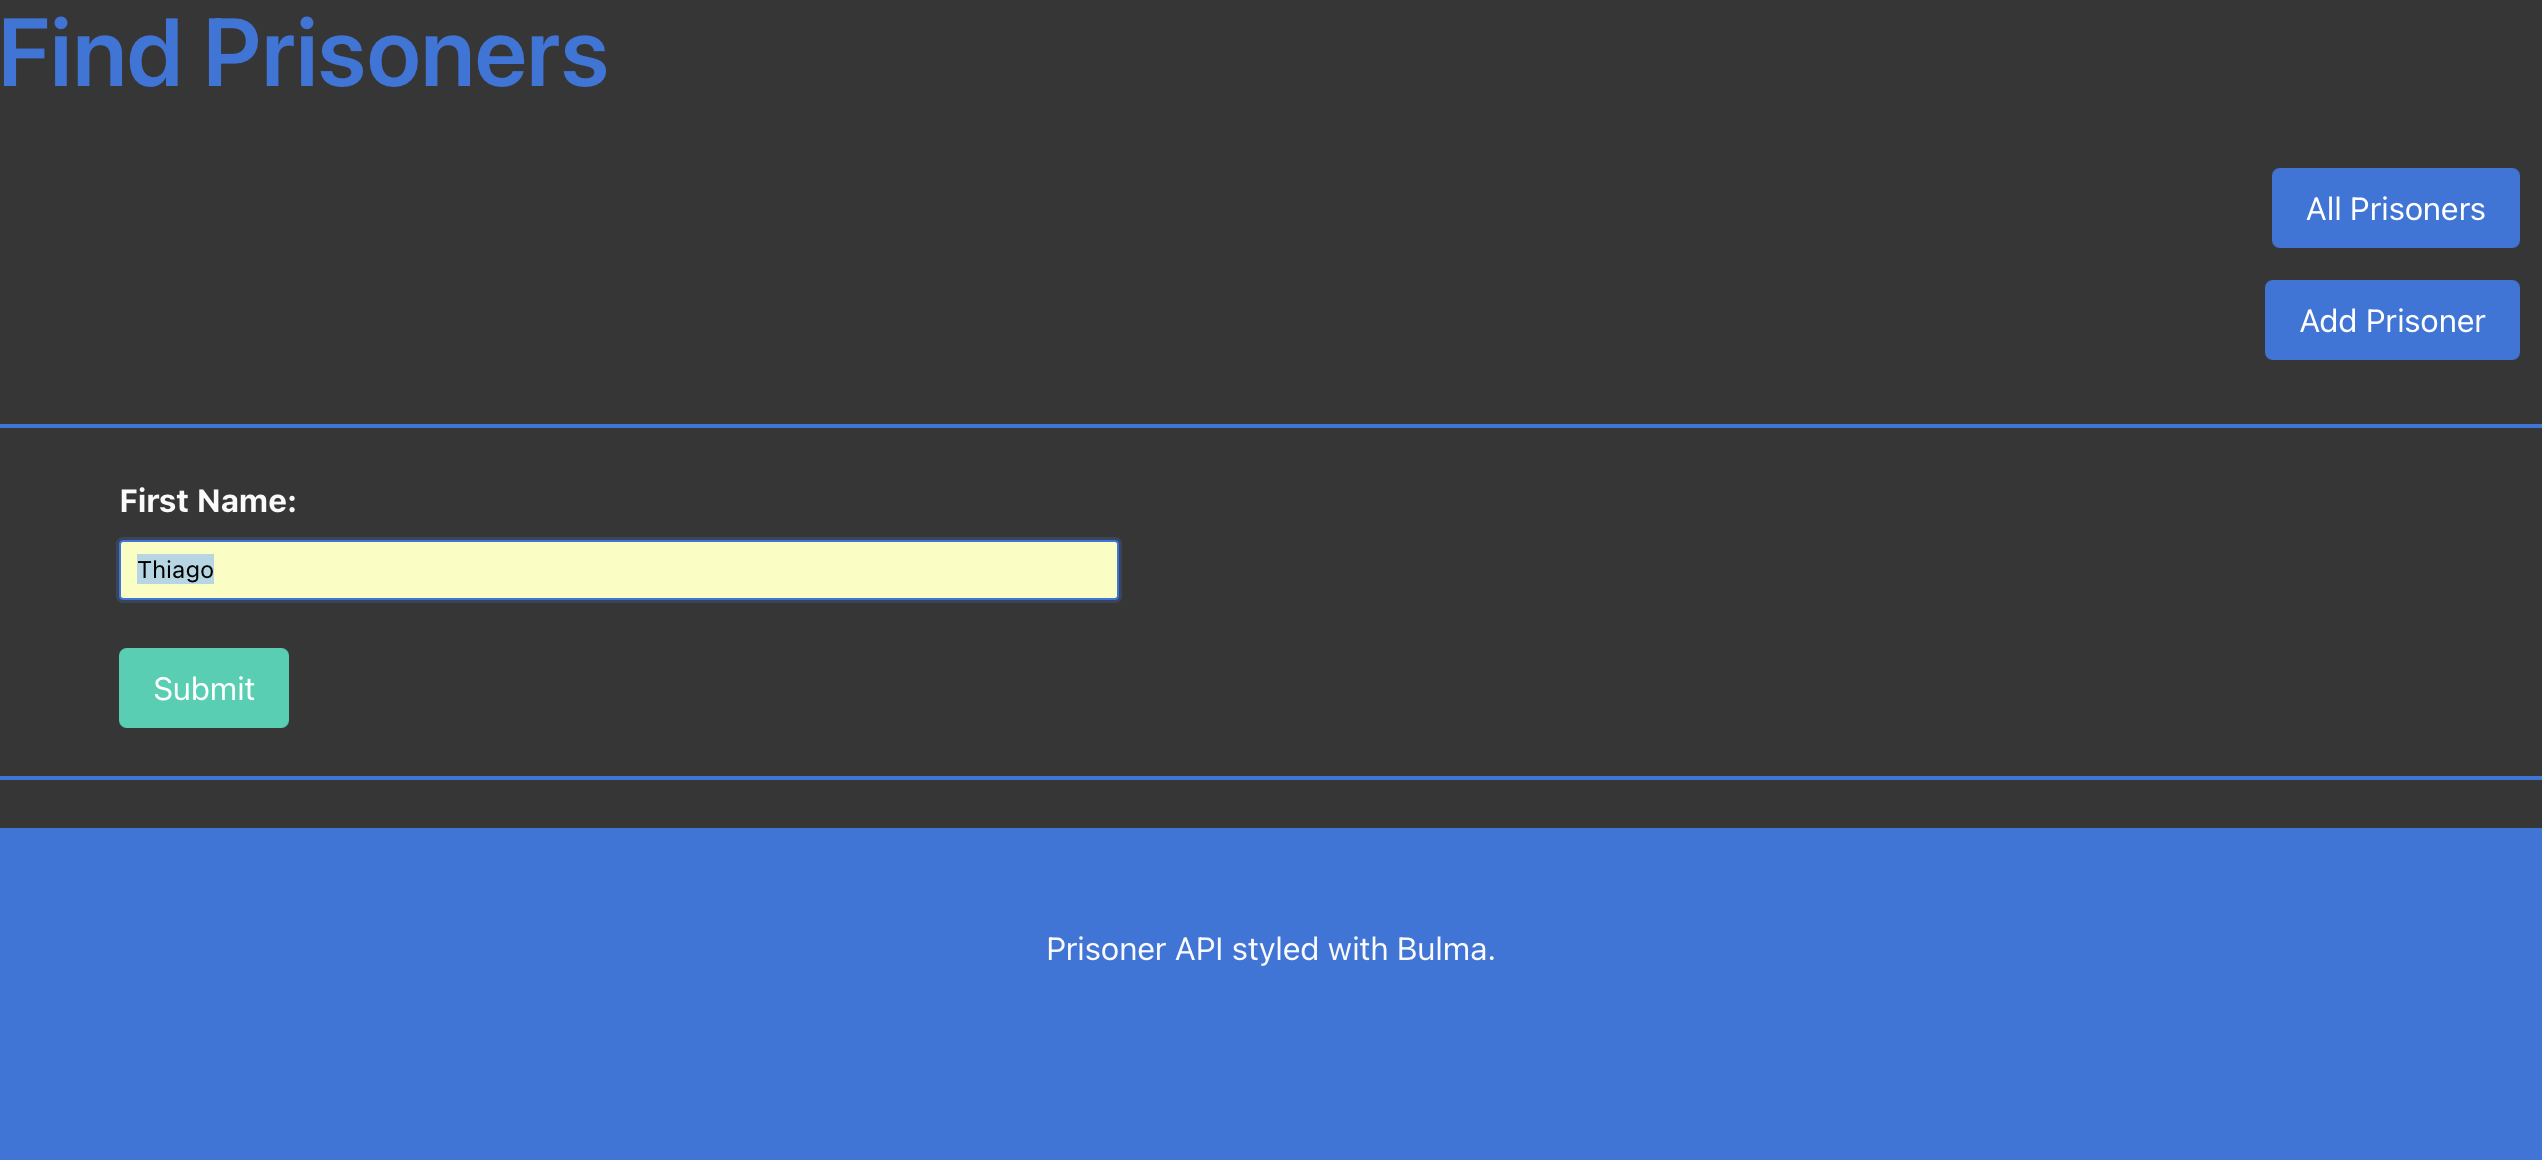 Find Prisoners
All Prisoners
Add Prisoner
First Name:
Thiago
Submit
Prisoner API styled with Bulma.